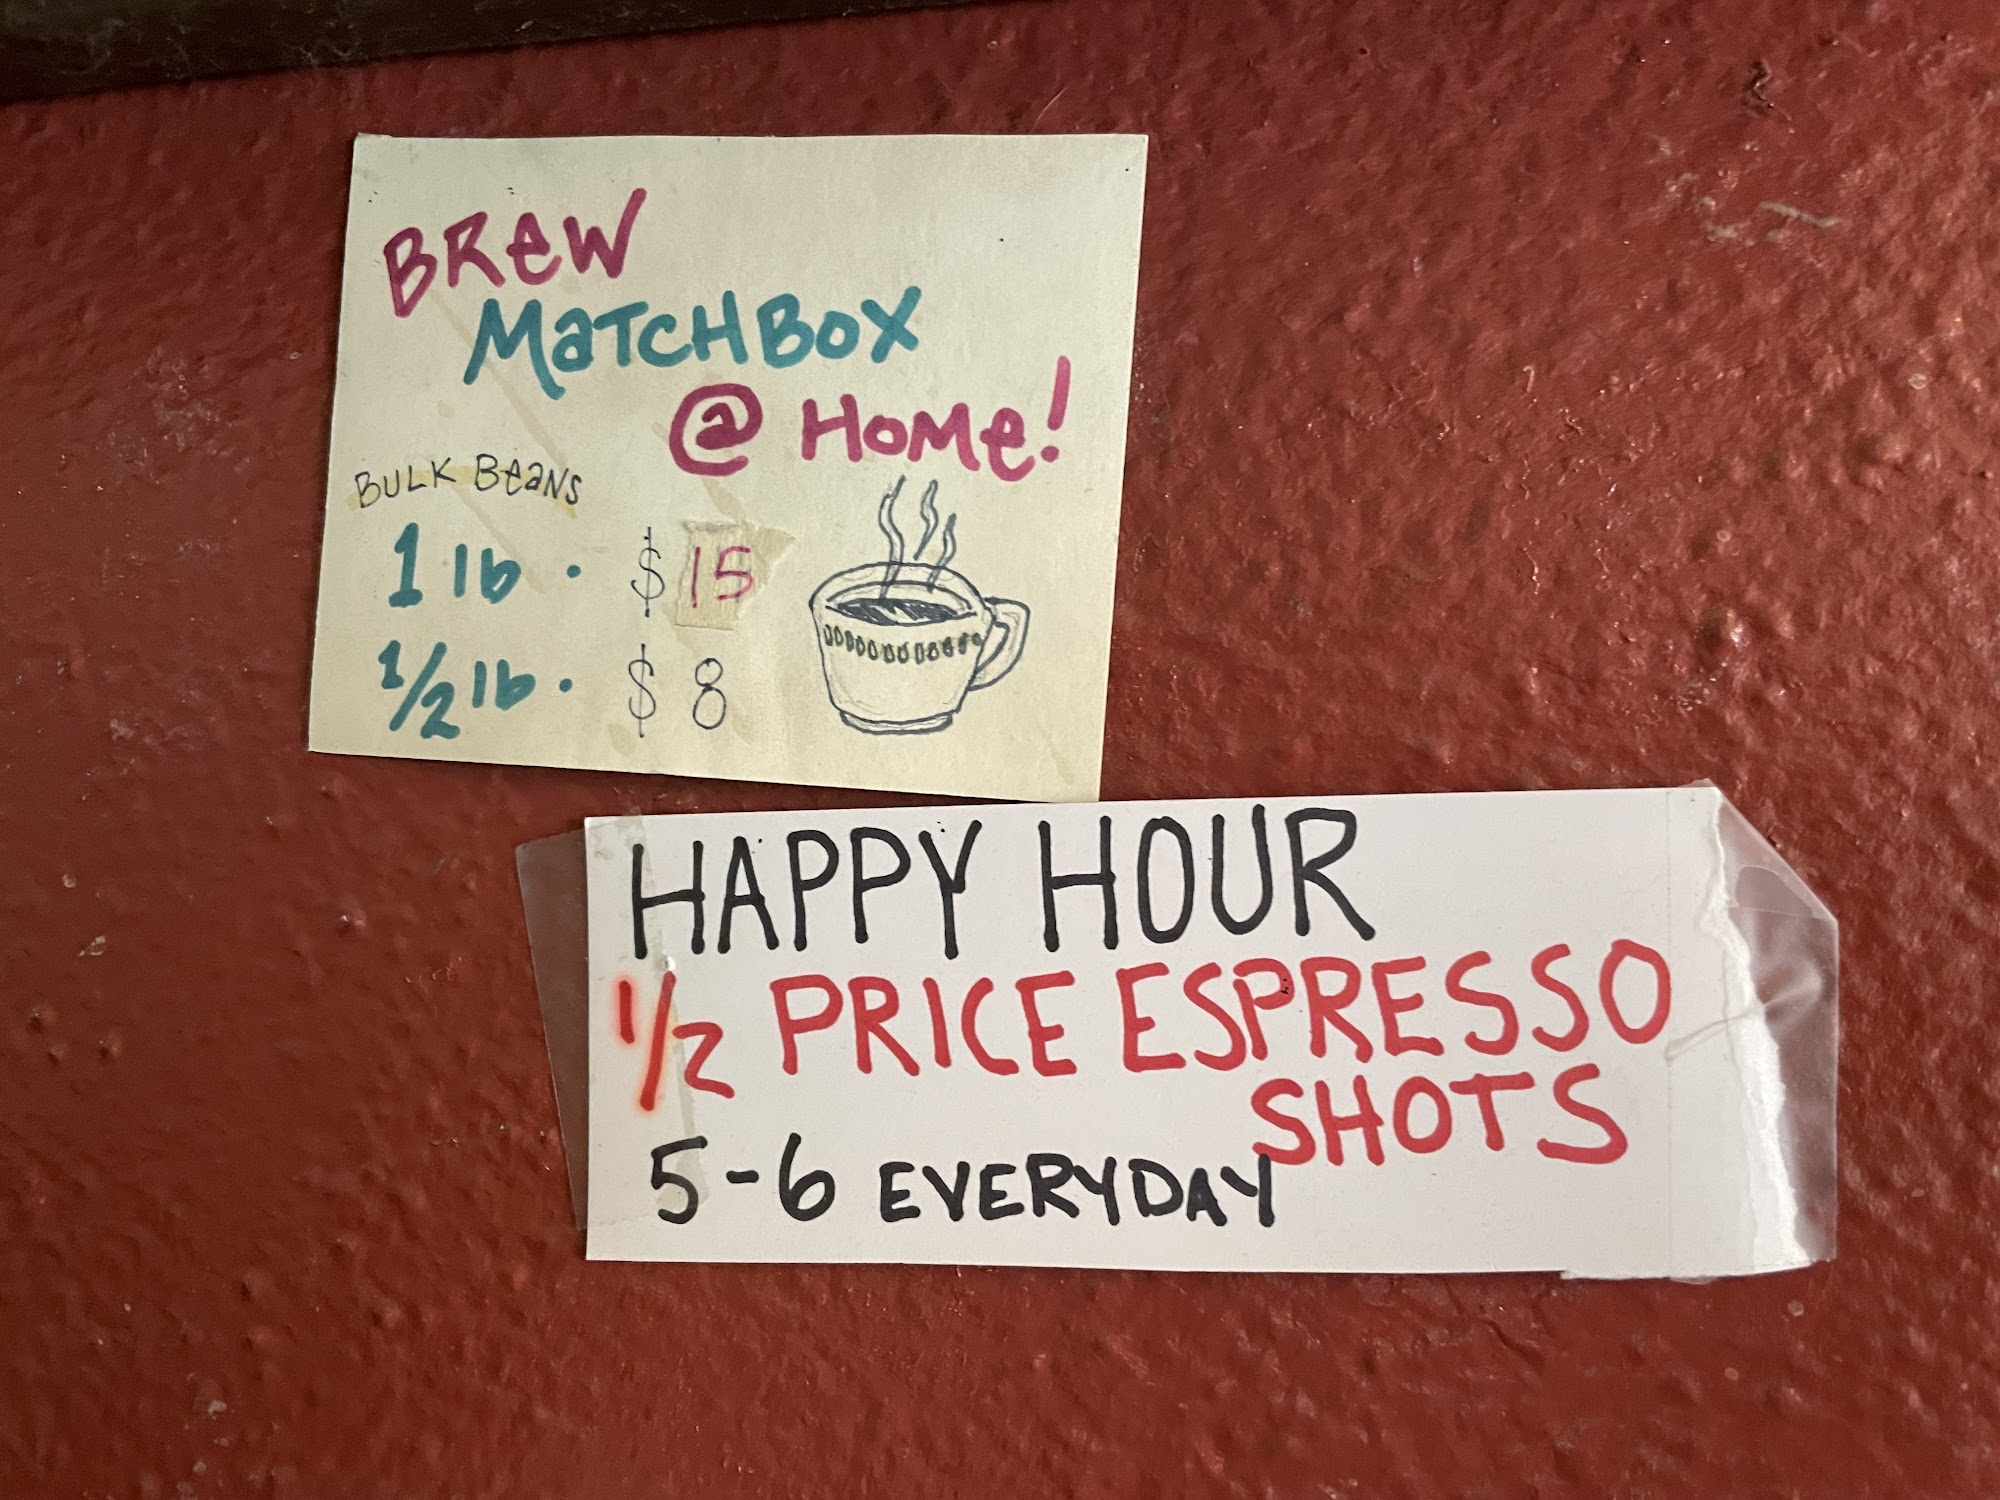 BREW
MATCHBOX
@ HOME!
BULK BEANS
1 lb · $ 15
1/2 lb · $ 8
HAPPY HOUR
1/2 PRICE ESPRESSO
SHOTS
5-6 EVERYDAY